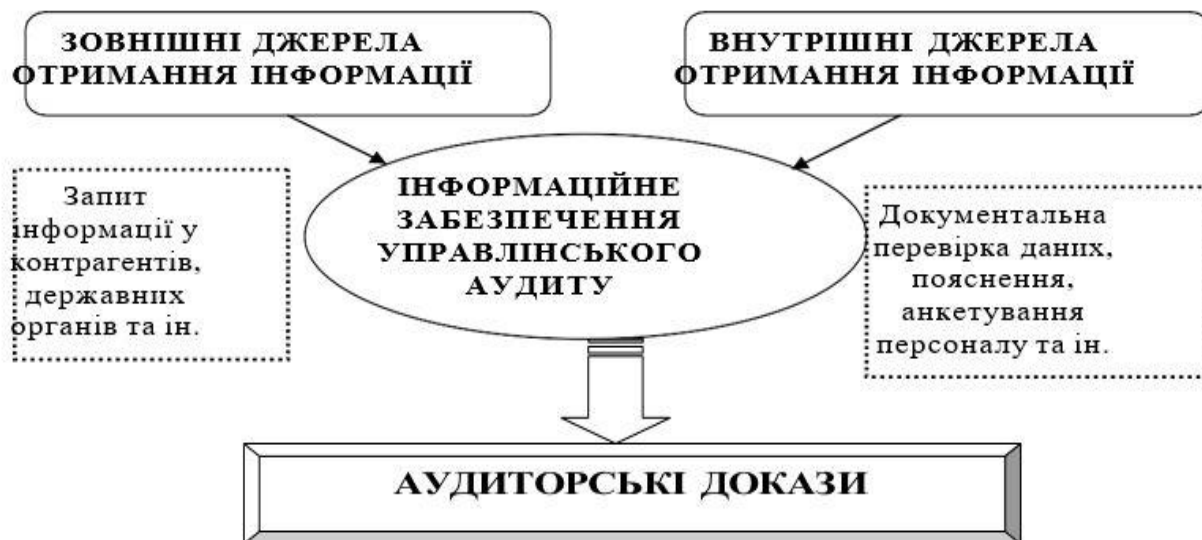 ЗОВНІШНІ ДЖЕРЕЛА
ОТРИМАННЯ ІНФОРМАЦІЇ
ВНУТРІШНІ ДЖЕРЕЛА
ОТРИМАННЯ ІНФОРМАЦІЇ
ІНФОРМАЦІЙНЕ
ЗАБЕЗПЕЧЕННЯ
УПРАВЛІНСЬКОГО
АУДИТУ
Запит
інформації у
контрагентів,
державних
органів та ін.
Документальна
перевірка даних,
пояснення,
анкетування
персоналу та ін.
АУДИТОРСЬКІ ДОКАЗИ